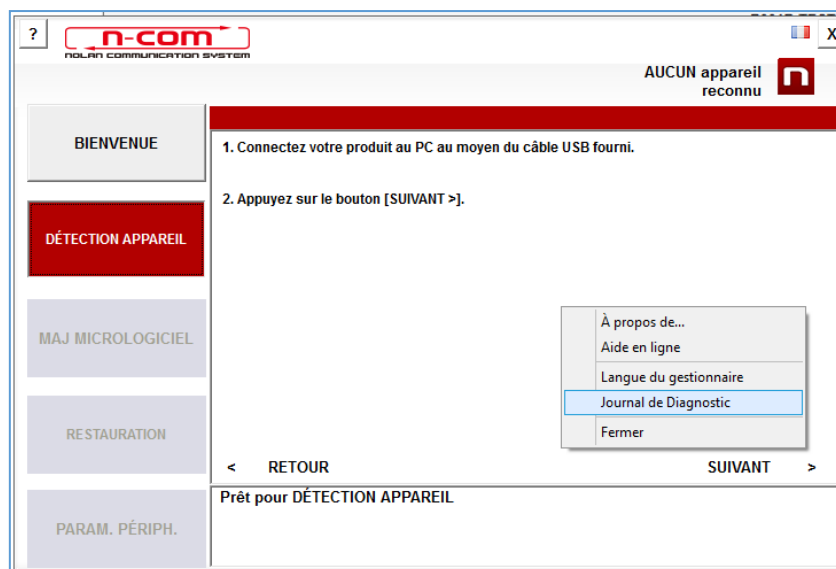 ?
n-com
NOLAN COMMUNICATION SYSTEM
X
AUCUN appareil
reconnu
n
BIENVENUE
1. Connectez votre produit au PC au moyen du câble USB fourni.
2. Appuyez sur le bouton [SUIVANT >].
DÉTECTION APPAREIL
MAJ MICROLOGICIEL
À propos de...
Aide en ligne
Langue du gestionnaire
Journal de Diagnostic
Fermer
RESTAURATION
< RETOUR
SUIVANT >
Prêt pour DÉTECTION APPAREIL
PARAM. PÉRIPH.